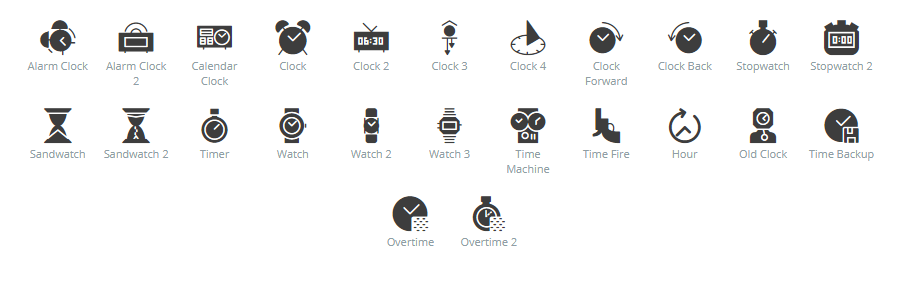 06:30
0:00
Alarm Clock
Alarm Clock
2
Calendar
Clock
Clock
Clock 2
Clock 3
Clock 4
Clock
Forward
Clock Back
Stopwatch
Stopwatch 2
Sandwatch
Sandwatch 2
Timer
Watch
Watch 2
Watch 3
Time
Machine
Time Fire
Hour
Old Clock
Time Backup
Overtime
Overtime 2